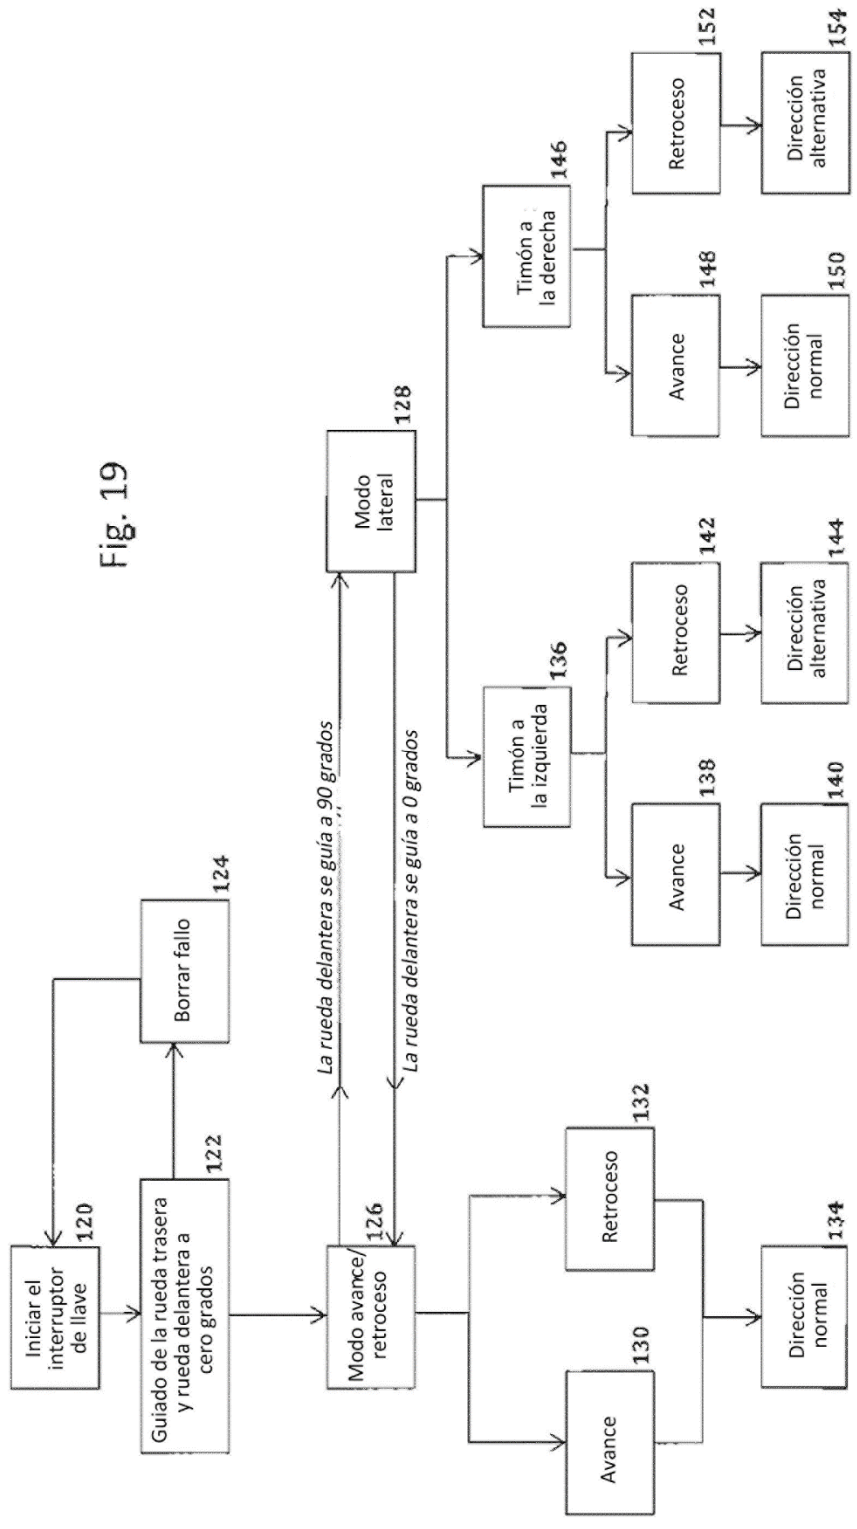 Fig. 19
Iniciar el
interruptor
de llave
120
Guiado de la rueda trasera
y rueda delantera a
cero grados
122
Borrar fallo
124
Modo avance/
retroceso
126
La rueda delantera se guía a 90 grados
La rueda delantera se guía a 0 grados
Modo
lateral
128
Avance
130
Retroceso
132
Dirección
normal
134
Timón a
la izquierda
136
Avance
138
Dirección
normal
140
Retroceso
142
Dirección
alternativa
144
Timón a
la derecha
146
Avance
148
Dirección
normal
150
Retroceso
152
Dirección
alternativa
154